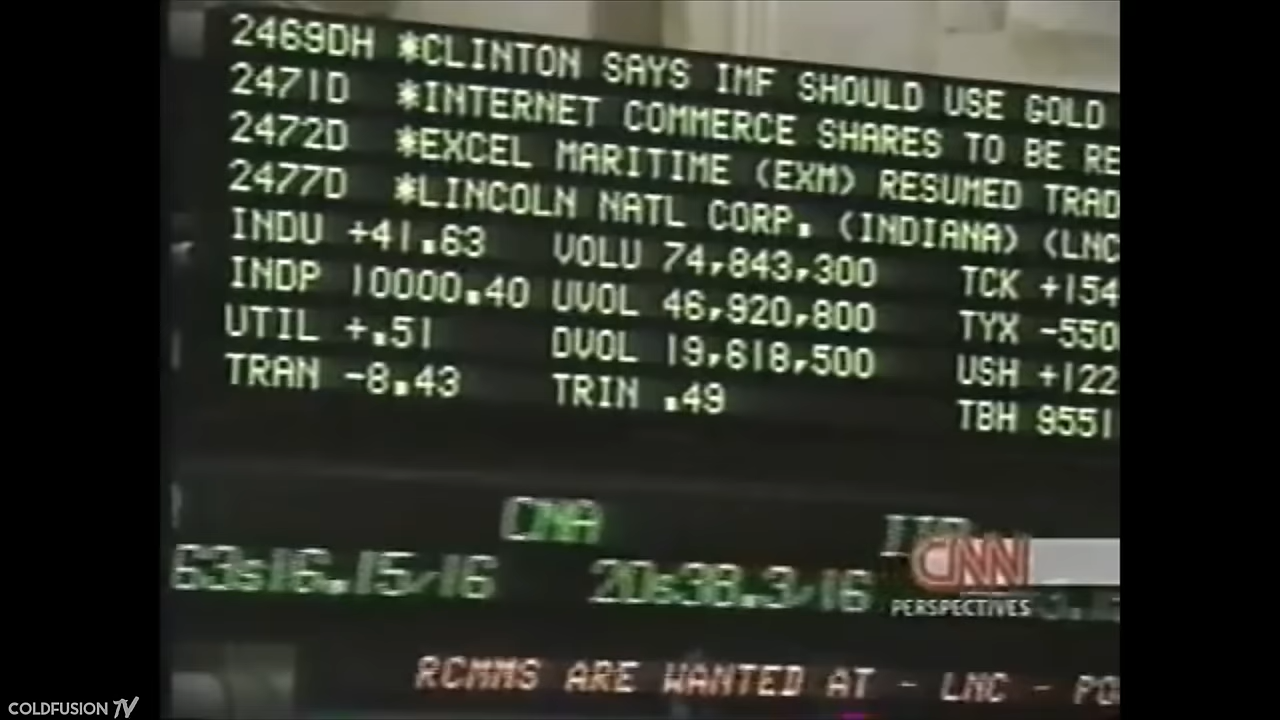 2469DH *CLINTON SAYS IMF SHOULD USE GOLD
2471D *INTERNET COMMERCE SHARES TO BE RE
2472D *EXCEL MARITIME (EXM) RESUMED TRAD
2477D *LINCOLN NATL CORP. (INDIANA) (LNC
INDU +41.63 VOLU 74,843,300 TCK +154
INDP 10000.40 UVOL 46,920,800 TYX -550
UTIL +.51 DVOL 19,618,500 USH +122
TRAN -8.43 TRIN .49 TBH 9551
CNA
63s16.15/16 20s38.3/16
CNN
PERSPECTIVES
RCMMS ARE WANTED AT - LNC - PO
COLDFUSION TV